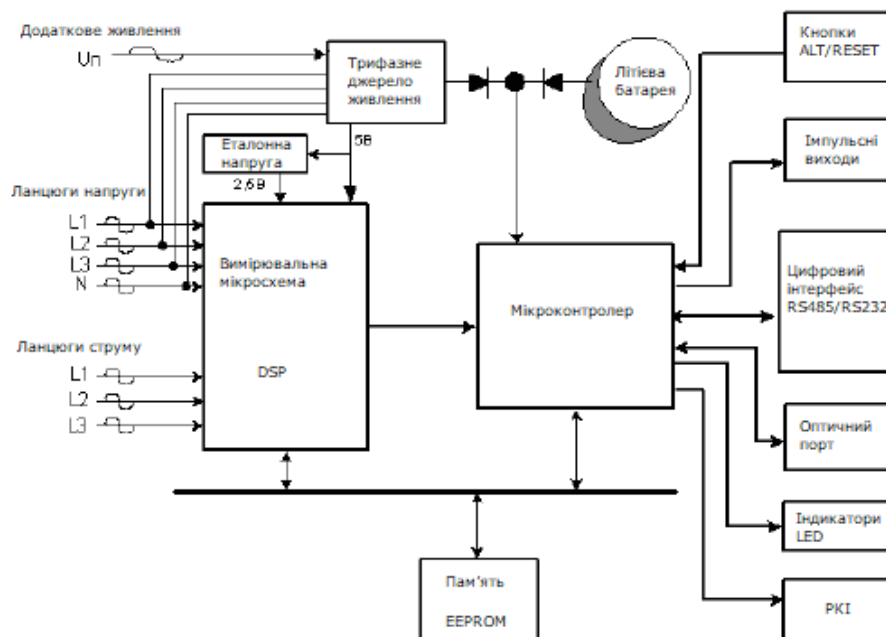 Додаткове живлення
Uп
Трифазне
джерело
живлення
Літієва
батарея
Кнопки
ALT/RESET
Еталонна
напруга
5В
2,5В
Імпульсні
виходи
Ланцюги напруги
L1
L2
L3
N
Вимірювальна
мікросхема
DSP
Мікроконтролер
Цифровий
інтерфейс
RS485/RS232
Ланцюги струму
L1
L2
L3
Оптичний
порт
Індикатори
LED
Пам'ять
EEPROM
РКІ